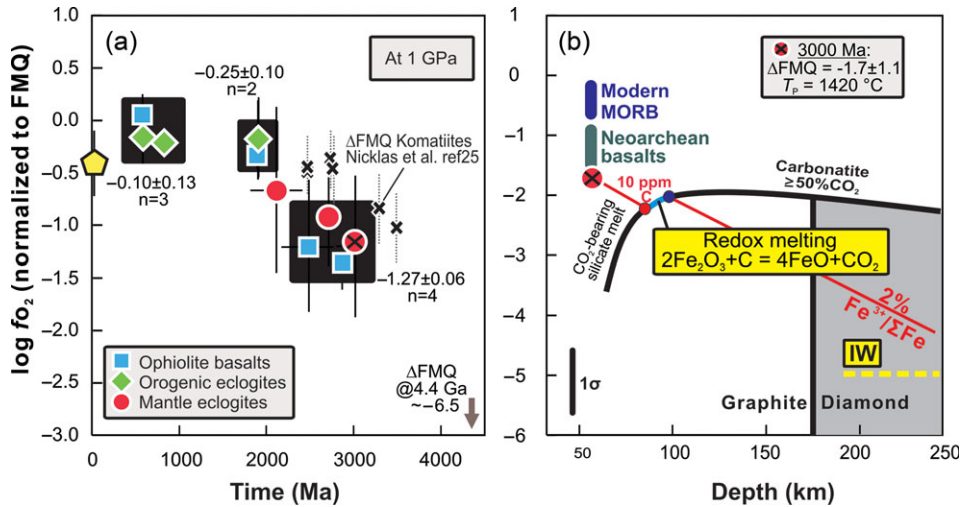 (a)
At 1 GPa
log fo₂ (normalized to FMQ)
1.0
0.5
0.0
−0.5
−1.0
−1.5
−2.0
−2.5
−3.0
−0.25±0.10
n=2
ΔFMQ Komatiites
Nicklas et al. ref25
−0.10±0.13
n=3
−1.27±0.06
n=4
Ophiolite basalts
Orogenic eclogites
Mantle eclogites
ΔFMQ
@4.4 Ga
~−6.5
0
1000
2000
3000
4000
Time (Ma)
(b)
3000 Ma:
ΔFMQ = -1.7±1.1
Tₚ = 1420 °C
0
−1
−2
−3
−4
−5
−6
Modern
MORB
Neoarchean
basalts
10 ppm
C
Carbonatite
≥50%CO₂
CO₂-bearing
silicate melt
Redox melting
2Fe₂O₃+C = 4FeO+CO₂
2%
Fe³⁺/ΣFe
IW
1σ
Graphite
Diamond
50
100
150
200
250
Depth (km)